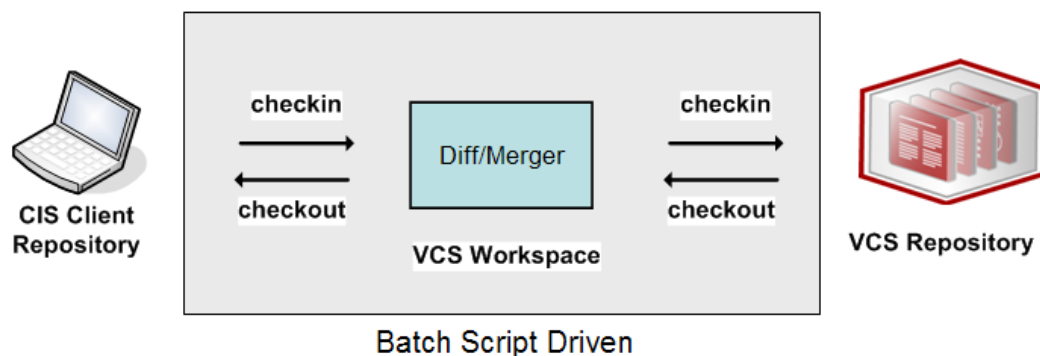 checkin
checkin
Diff/Merger
checkout
checkout
CIS Client
Repository
VCS Workspace
VCS Repository
Batch Script Driven